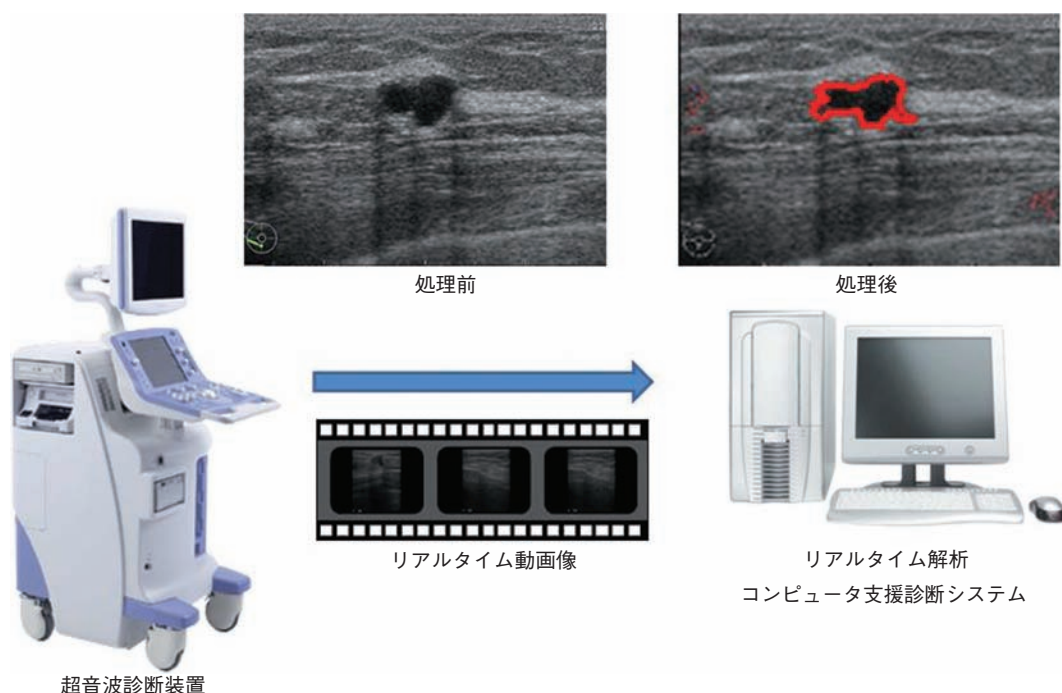 処理前
処理後
リアルタイム動画像
リアルタイム解析
コンピュータ支援診断システム
超音波診断装置